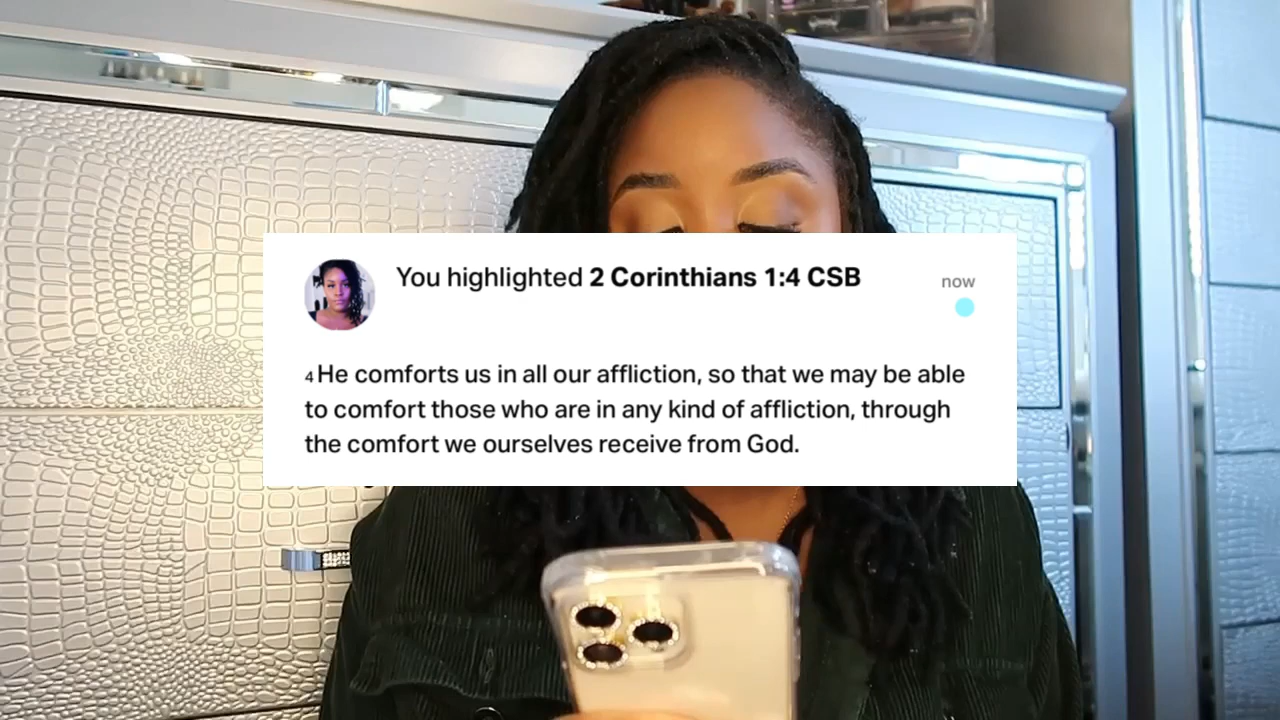 You highlighted 2 Corinthians 1:4 CSB
now
4 He comforts us in all our affliction, so that we may be able
to comfort those who are in any kind of affliction, through
the comfort we ourselves receive from God.